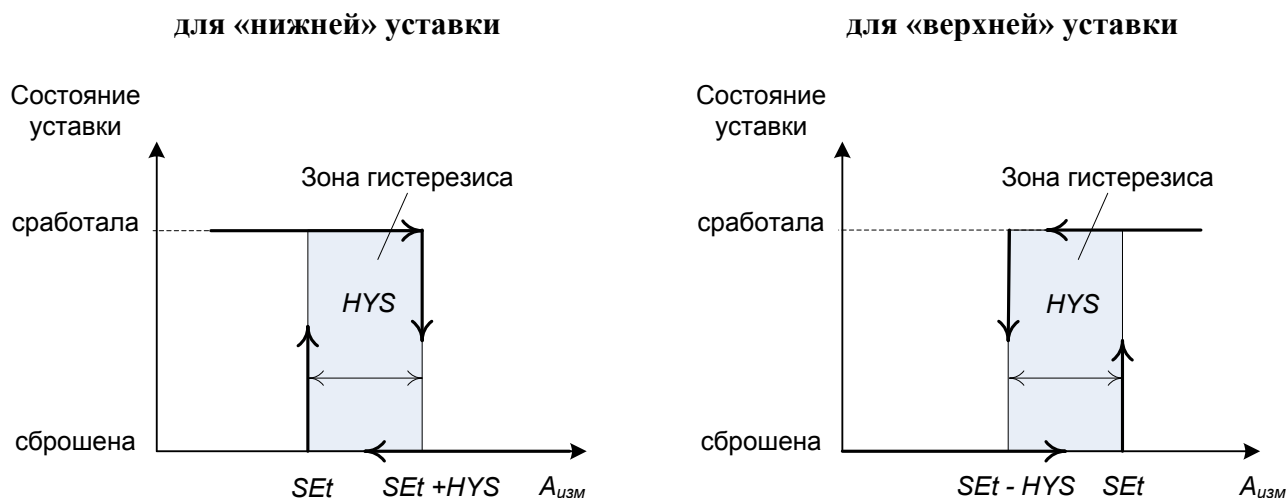 для «нижней» уставки
Состояние
уставки
Зона гистерезиса
сработала
HYS
сброшена
SEt
SEt +HYS
Aизм
для «верхней» уставки
Состояние
уставки
Зона гистерезиса
сработала
HYS
сброшена
SEt - HYS
SEt
Aизм